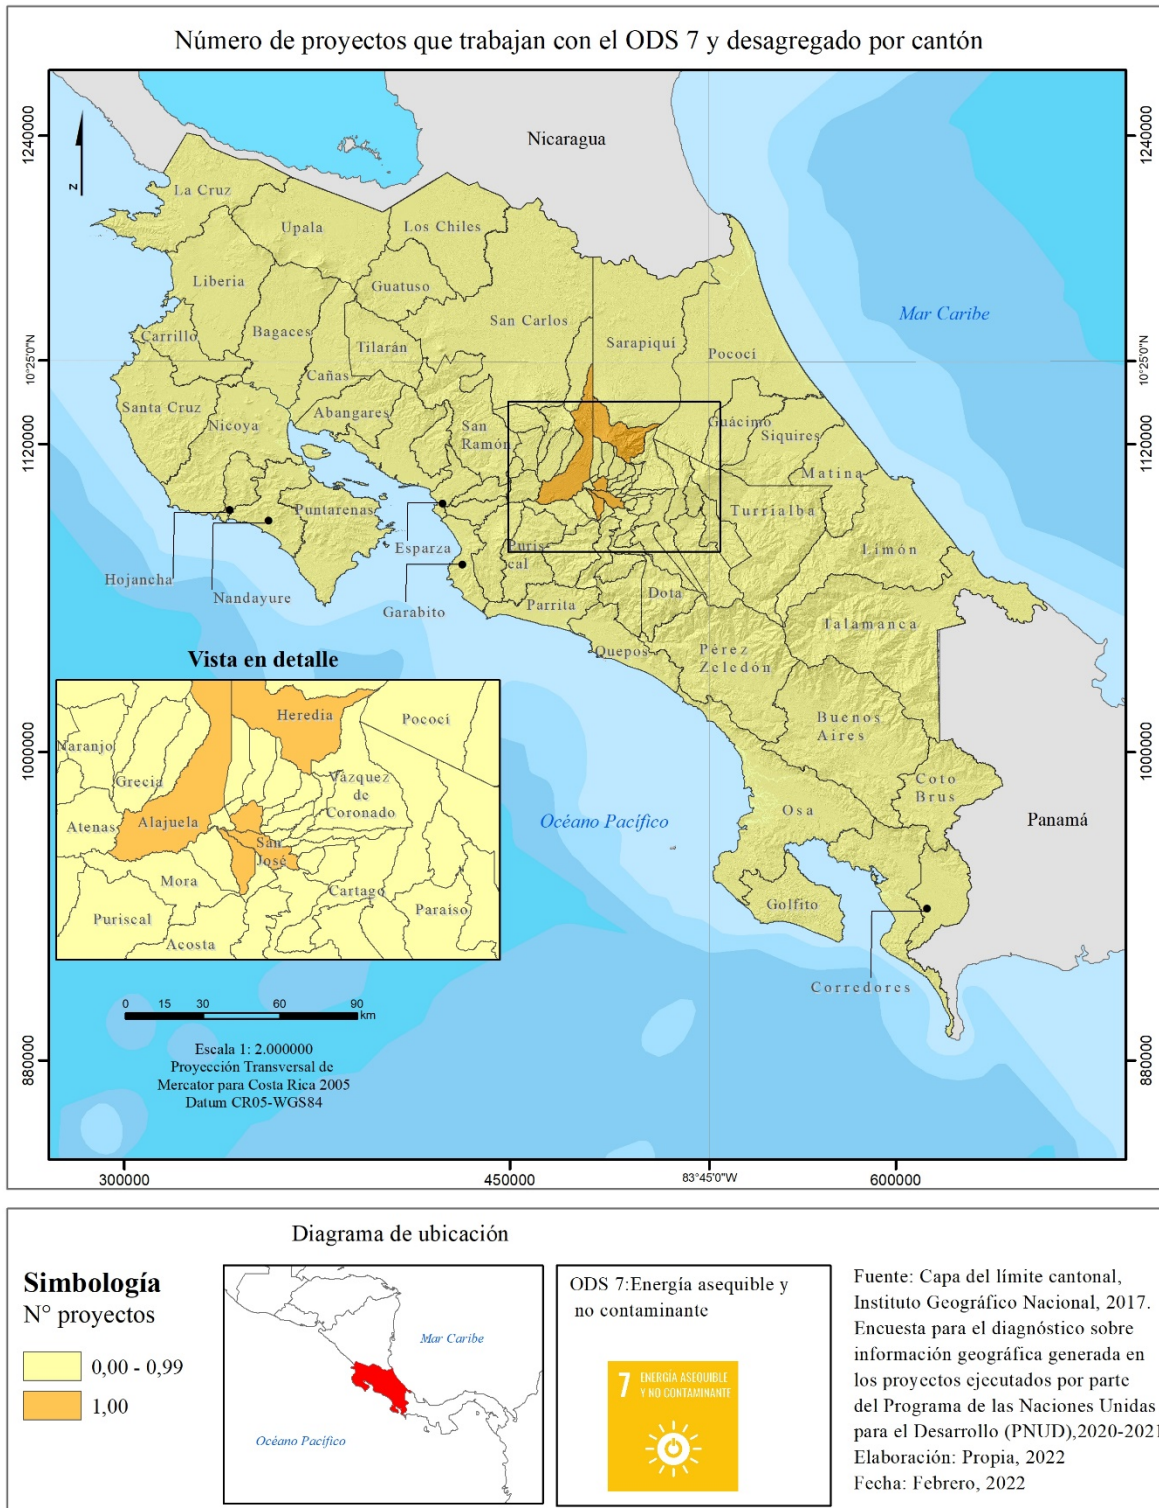 Número de proyectos que trabajan con el ODS 7 y desagregado por cantón
1240000
1240000
Nicaragua
N
La Cruz
Upala
Los Chiles
Liberia
Guatuso
Mar Caribe
San Carlos
Carrillo
Bagaces
Tilarán
Sarapiquí
Pococí
10°25'0"N
10°25'0"N
Cañas
Santa Cruz
Abangares
Nicoya
San
Ramón
Guácimo
Siquires
1120000
1120000
Matina
Puntarenas
Turrialba
Esparza
Puris
cal
Limón
Hojancha
Nandayure
Garabito
Parrita
Dota
Talamanca
Quepos
Pérez
Zeledón
Vista en detalle
Heredia
Pococí
Naranjo
Grecia
Vázquez
de
Coronado
Atenas
Alajuela
San
José
Mora
Cartago
Puriscal
Paraíso
Acosta
Buenos
Aires
1000000
1000000
Coto
Brus
Osa
Océano Pacífico
Panamá
Golfito
Corredores
0 15 30 60 90
km
Escala 1: 2.000000
Proyección Transversal de
Mercator para Costa Rica 2005
Datum CR05-WGS84
880000
880000
300000
450000
83°45'0"W
600000
Diagrama de ubicación
Simbología
N° proyectos
0,00 - 0,99
1,00
Mar Caribe
Océano Pacífico
ODS 7:Energía asequible y
no contaminante
7 ENERGÍA ASEQUIBLE
Y NO CONTAMINANTE
Fuente: Capa del límite cantonal,
Instituto Geográfico Nacional, 2017.
Encuesta para el diagnóstico sobre
información geográfica generada en
los proyectos ejecutados por parte
del Programa de las Naciones Unidas
para el Desarrollo (PNUD),2020-2021
Elaboración: Propia, 2022
Fecha: Febrero, 2022